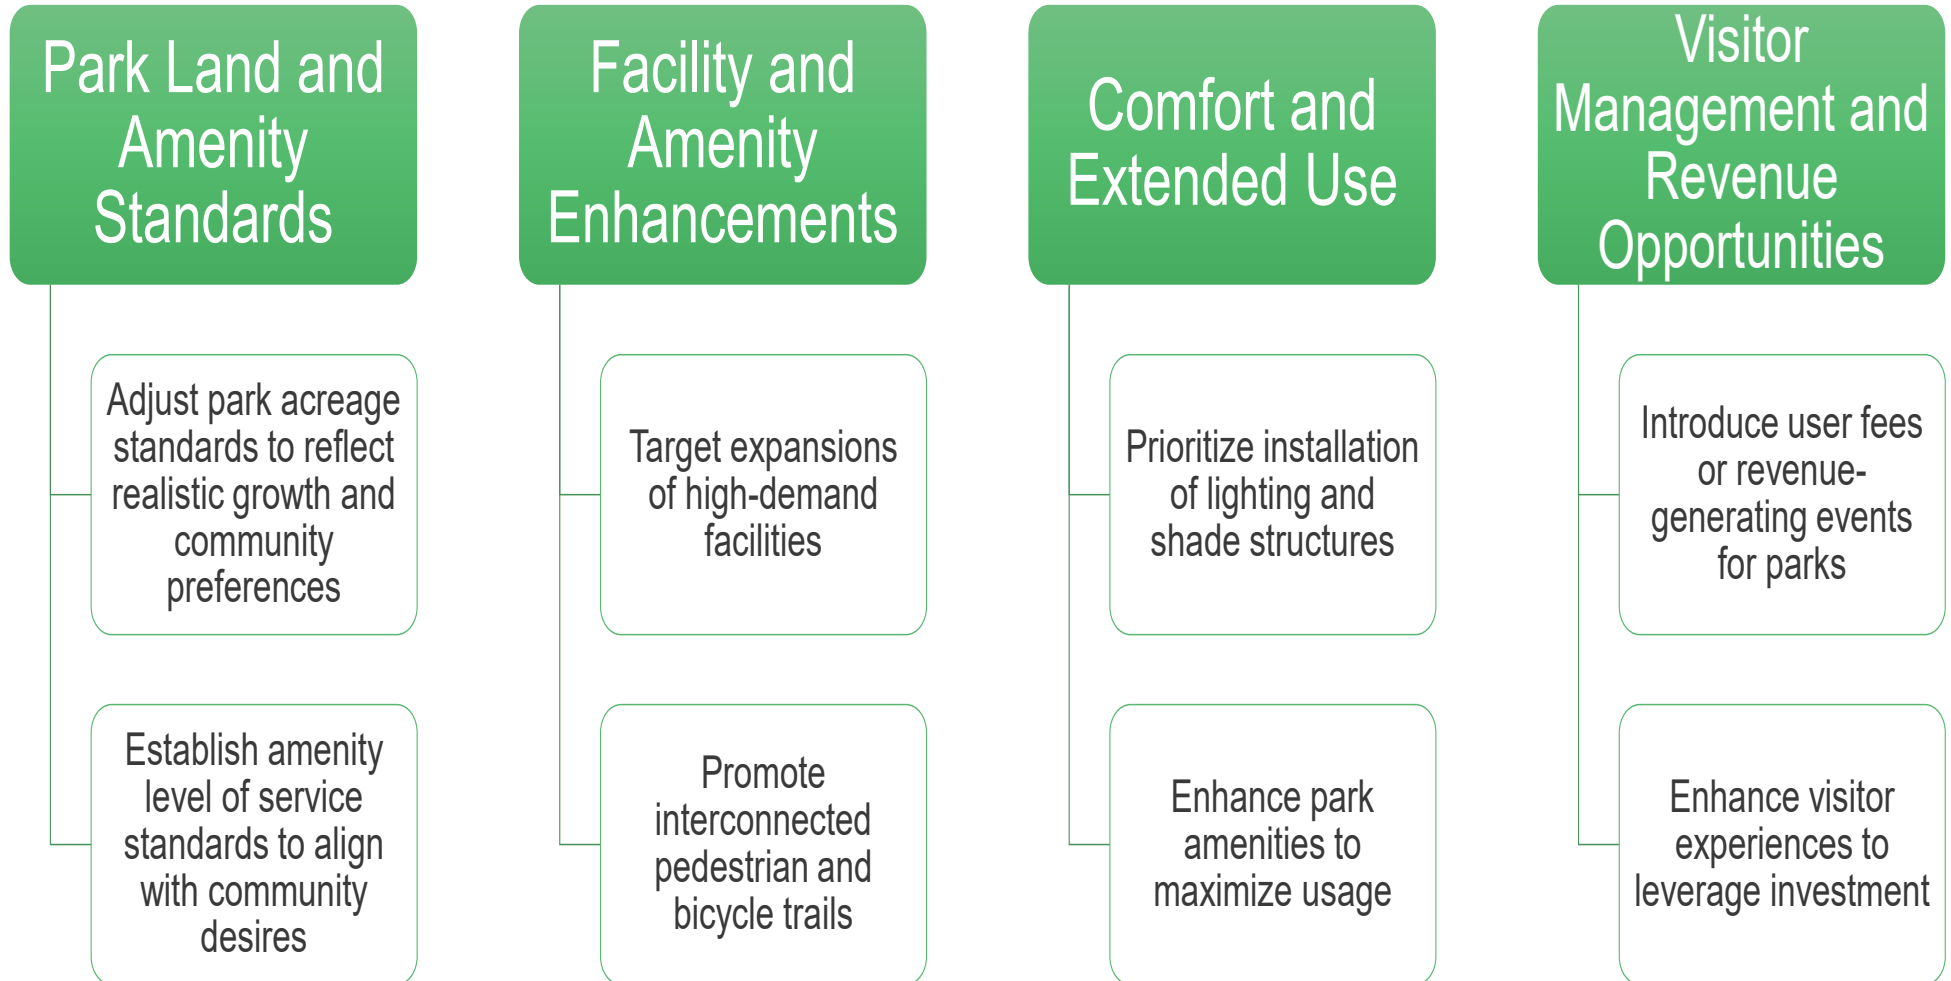 Park Land and
Amenity
Standards
Adjust park acreage
standards to reflect
realistic growth and
community
preferences
Establish amenity
level of service
standards to align
with community
desires
Facility and
Amenity
Enhancements
Target expansions
of high-demand
facilities
Promote
interconnected
pedestrian and
bicycle trails
Comfort and
Extended Use
Prioritize installation
of lighting and
shade structures
Enhance park
amenities to
maximize usage
Visitor
Management and
Revenue
Opportunities
Introduce user fees
or revenue-
generating events
for parks
Enhance visitor
experiences to
leverage investment